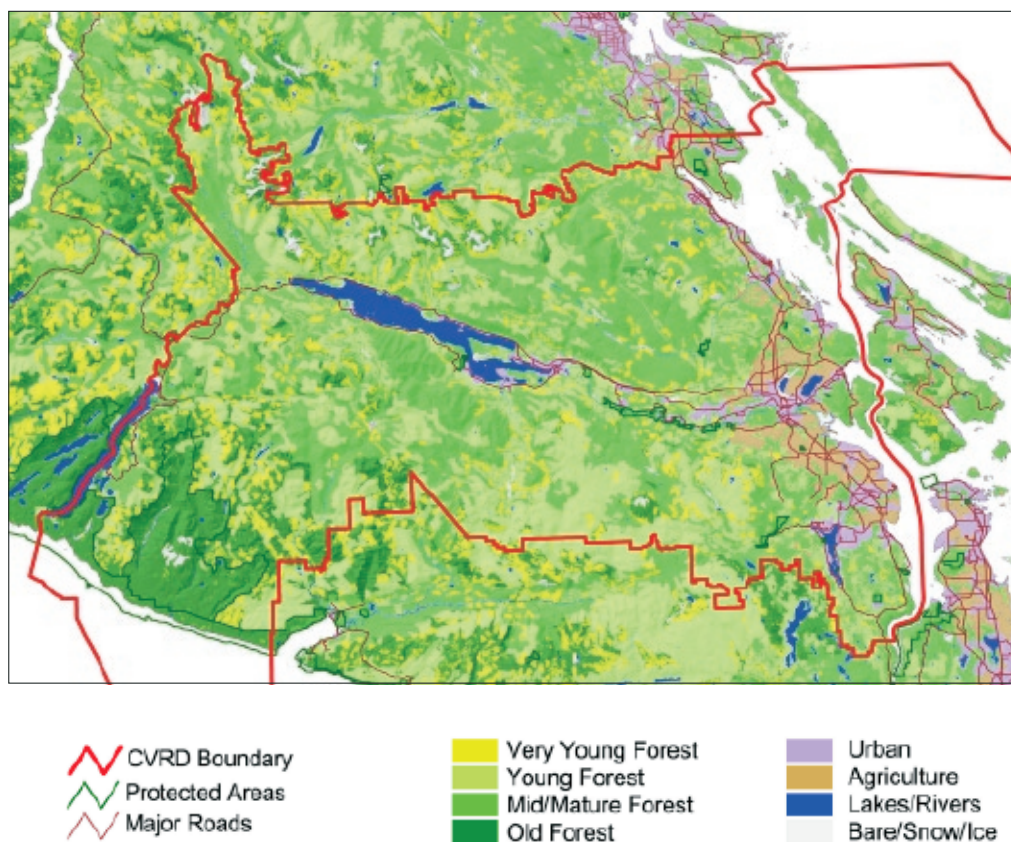 CVRD Boundary
Protected Areas
Major Roads
Very Young Forest
Young Forest
Mid/Mature Forest
Old Forest
Urban
Agriculture
Lakes/Rivers
Bare/Snow/Ice